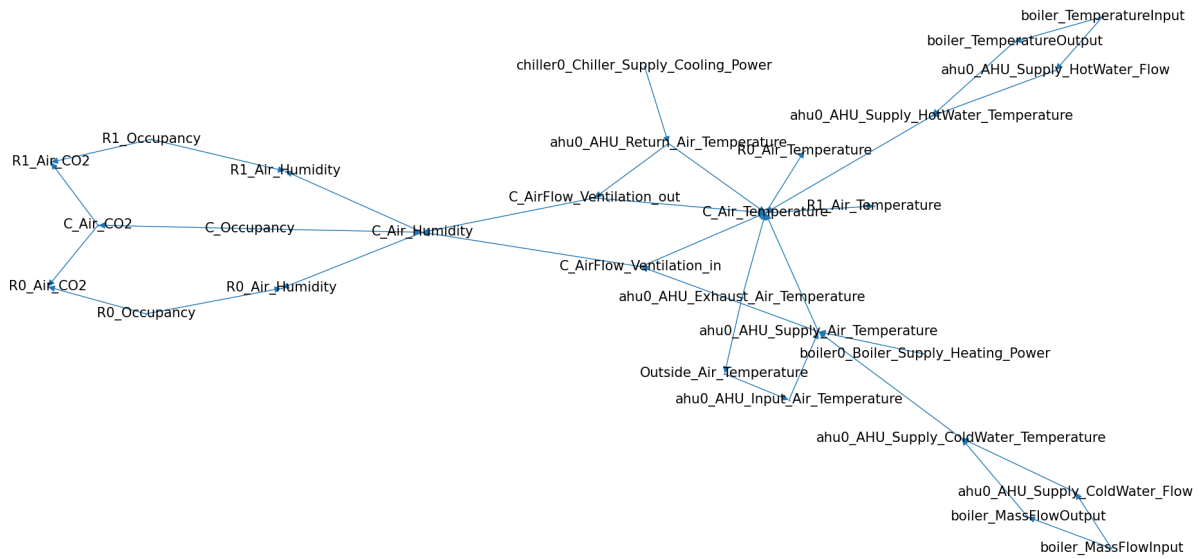 boiler_TemperatureInput
boiler_TemperatureOutput
chiller0_Chiller_Supply_Cooling_Power
ahu0_AHU_Supply_HotWater_Flow
ahu0_AHU_Supply_HotWater_Temperature
R1_Occupancy
ahu0_AHU_Return_Air_Temperature
R0_Air_Temperature
R1_Air_CO2
R1_Air_Humidity
C_AirFlow_Ventilation_out
R1_Air_Temperature
C_Air_Temperature
C_Air_CO2
C_Occupancy
C_Air_Humidity
C_AirFlow_Ventilation_in
R0_Air_CO2
R0_Air_Humidity
ahu0_AHU_Exhaust_Air_Temperature
R0_Occupancy
ahu0_AHU_Supply_Air_Temperature
boiler0_Boiler_Supply_Heating_Power
Outside_Air_Temperature
ahu0_AHU_Input_Air_Temperature
ahu0_AHU_Supply_ColdWater_Temperature
ahu0_AHU_Supply_ColdWater_Flow
boiler_MassFlowOutput
boiler_MassFlowInput